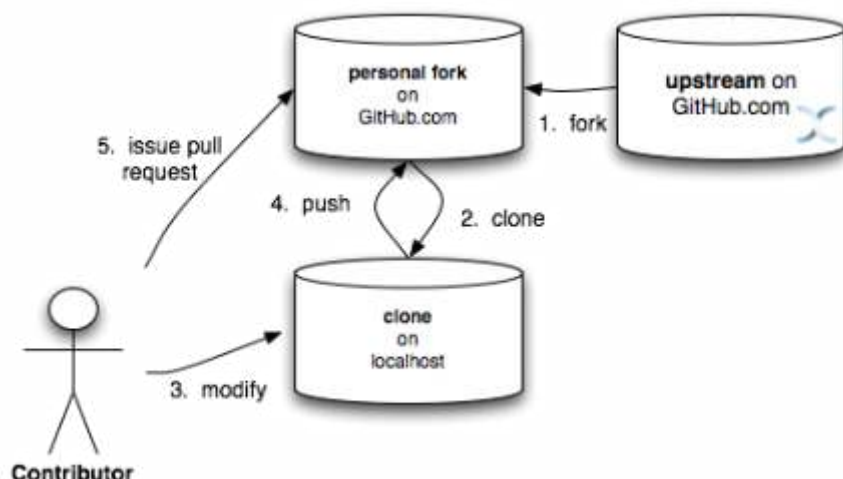 personal fork
on
GitHub.com
upstream on
GitHub.com
1. fork
5. issue pull
request
4. push
2. clone
clone
on
localhost
3. modify
Contributor